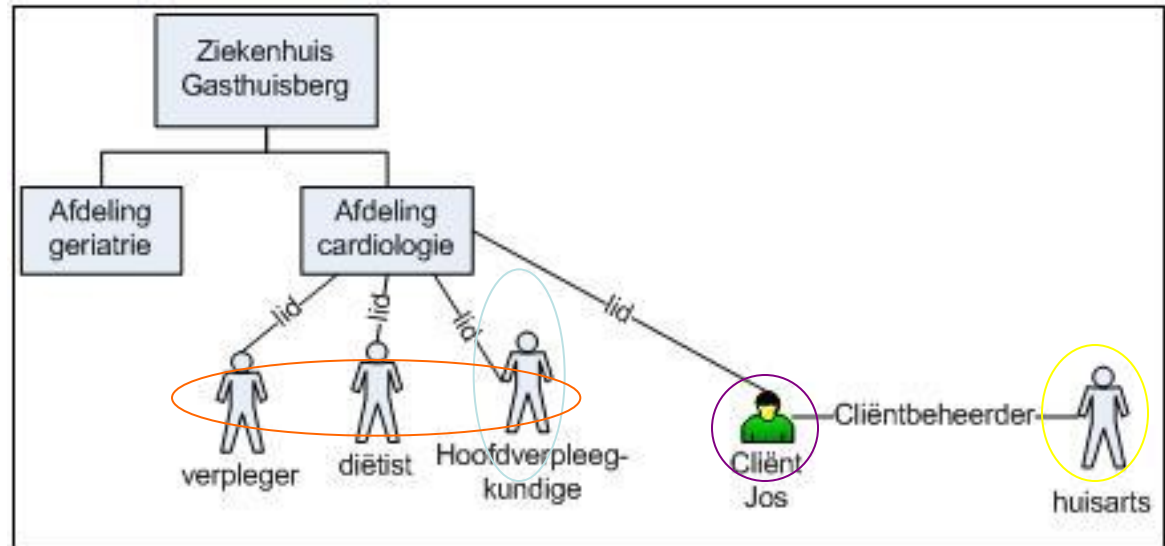 Ziekenhuis
Gasthuisberg
Afdeling
geriatrie
Afdeling
cardiologie
lid
lid
lid
lid
verpleger
diëtist
Hoofdverpleeg-
kundige
Cliënt
Jos
Cliëntbeheerder
huisarts